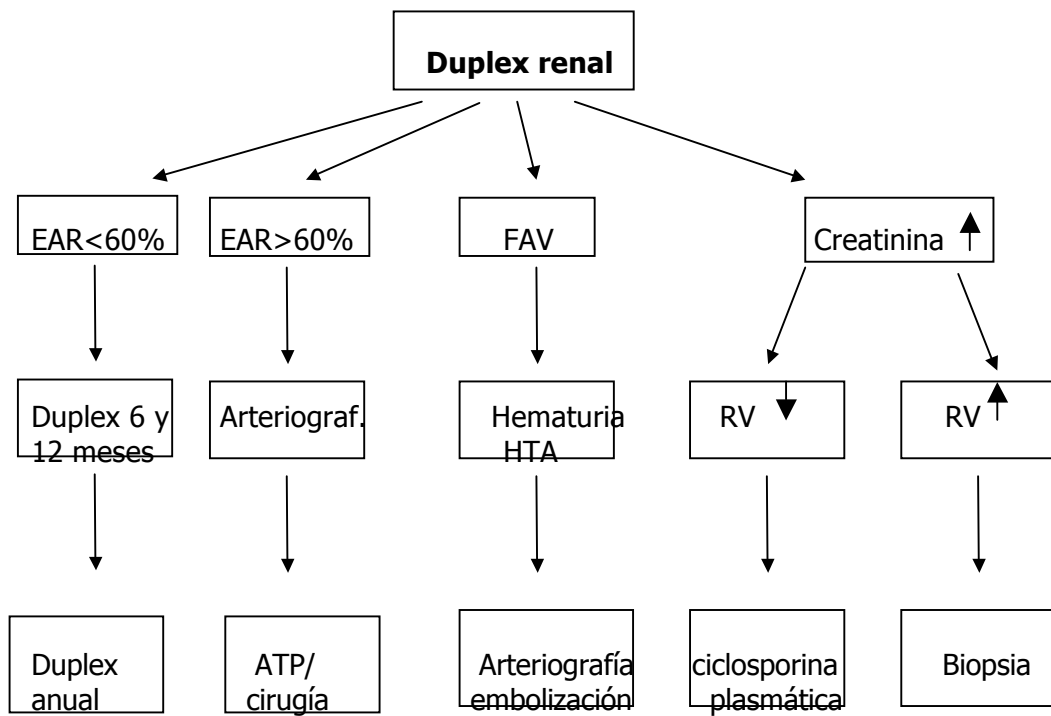 Duplex renal
EAR<60%
EAR>60%
FAV
Creatinina
Duplex 6 y
12 meses
Arteriograf.
Hematuria
HTA
RV
RV
Duplex
anual
ATP/
cirugía
Arteriografía
embolización
ciclosporina
plasmática
Biopsia